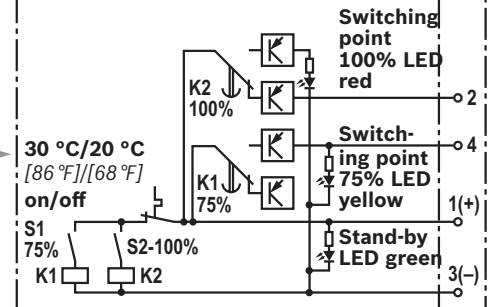 Switching
point
100% LED
red
K2
100%
2
30 °C/20 °C
[86 °F]/[68 °F]
on/off
Switch-
ing point
75% LED
yellow
4
K1
75%
1(+)
S1
75%
S2-100%
Stand-by
LED green
K1
K2
3(–)